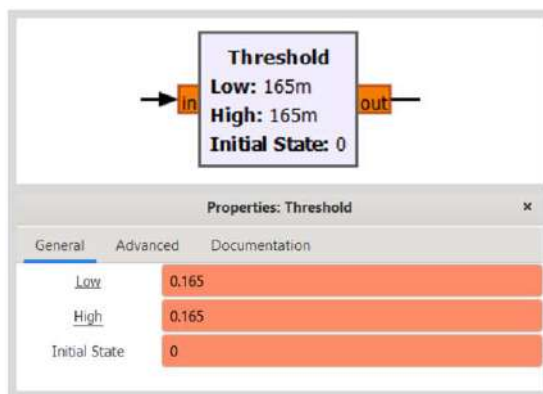 Threshold
Low: 165m
in
out
High: 165m
Initial State: 0
Properties: Threshold ×
General Advanced Documentation
Low 0.165
High 0.165
Initial State 0